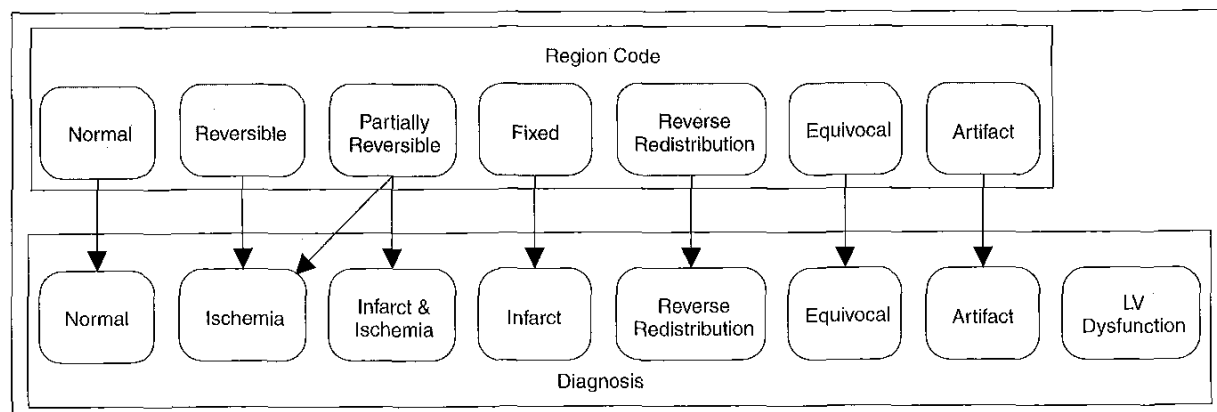 Region Code
Normal
Reversible
Partially
Reversible
Fixed
Reverse
Redistribution
Equivocal
Artifact
Normal
Ischemia
Infarct &
Ischemia
Infarct
Reverse
Redistribution
Equivocal
Artifact
LV
Dysfunction
Diagnosis